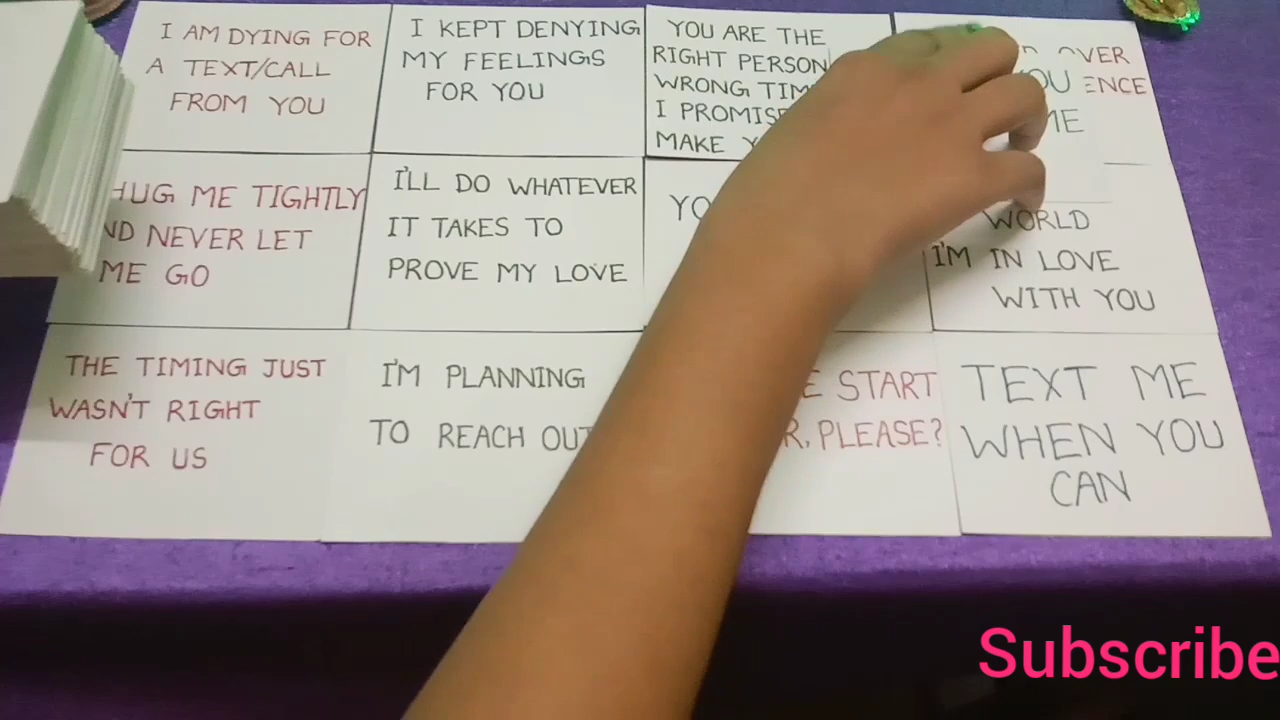 I AM DYING FOR
A TEXT/CALL
FROM YOU
I KEPT DENYING
MY FEELINGS
FOR YOU
YOU ARE THE
RIGHT PERSON
WRONG
I PROMISE
MAKE
OVER
YOU
HUG ME TIGHTLY
NEVER LET
ME GO
I'LL DO WHATEVER
IT TAKES TO
PROVE MY LOVE
WORLD
I'M IN LOVE
WITH YOU
THE TIMING JUST
WASN'T RIGHT
FOR US
I'M PLANNING
TO REACH OUT
START
PLEASE?
TEXT ME
WHEN YOU
CAN
Subscribe